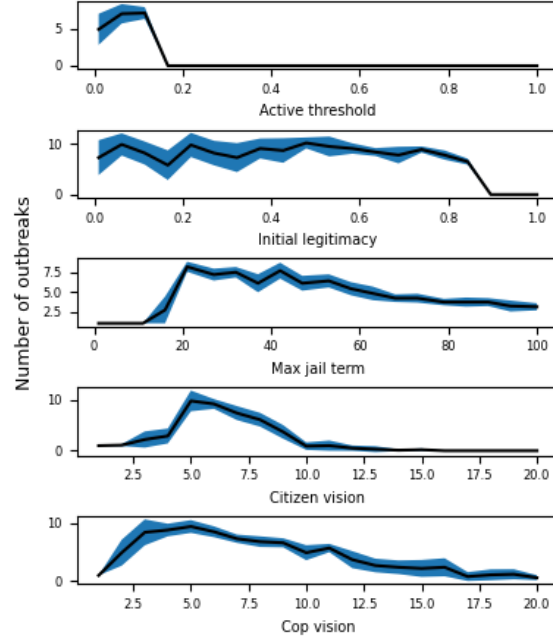 Number of outbreaks
5
0
0.0 0.2 0.4 0.6 0.8 1.0
Active threshold
10
0
0.0 0.2 0.4 0.6 0.8 1.0
Initial legitimacy
7.5
5.0
2.5
0 20 40 60 80 100
Max jail term
10
0
2.5 5.0 7.5 10.0 12.5 15.0 17.5 20.0
Citizen vision
10
0
2.5 5.0 7.5 10.0 12.5 15.0 17.5 20.0
Cop vision